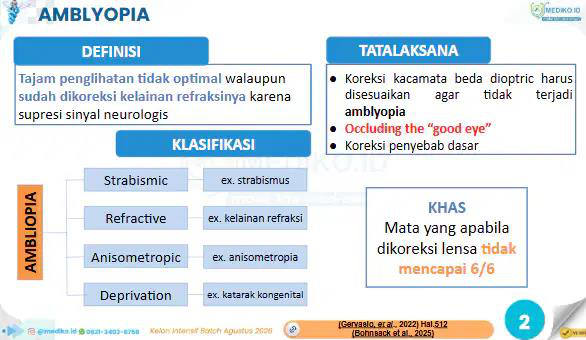 AMBLYOPIA
MEDIKO.ID
DEFINISI
Tajam penglihatan tidak optimal walaupun
sudah dikoreksi kelainan refraksinya karena
supresi sinyal neurologis
TATALAKSANA
● Koreksi kacamata beda dioptric harus
disesuaikan agar tidak terjadi
amblyopia
● Occluding the “good eye”
● Koreksi penyebab dasar
KLASIFIKASI
MEDIKO.ID
AMBLIOPIA
Strabismic
ex. strabismus
Refractive
ex. kelainan refraksi
Anisometropic
ex. anisometropia
Deprivation
ex. katarak kongenital
KHAS
Mata yang apabila
dikoreksi lensa tidak
mencapai 6/6
@mediko.id
Kelan Intensif Batch Agustus 2026
(Gervasio, et al., 2022) Hal.512
(Bohnsack et al., 2025)
2